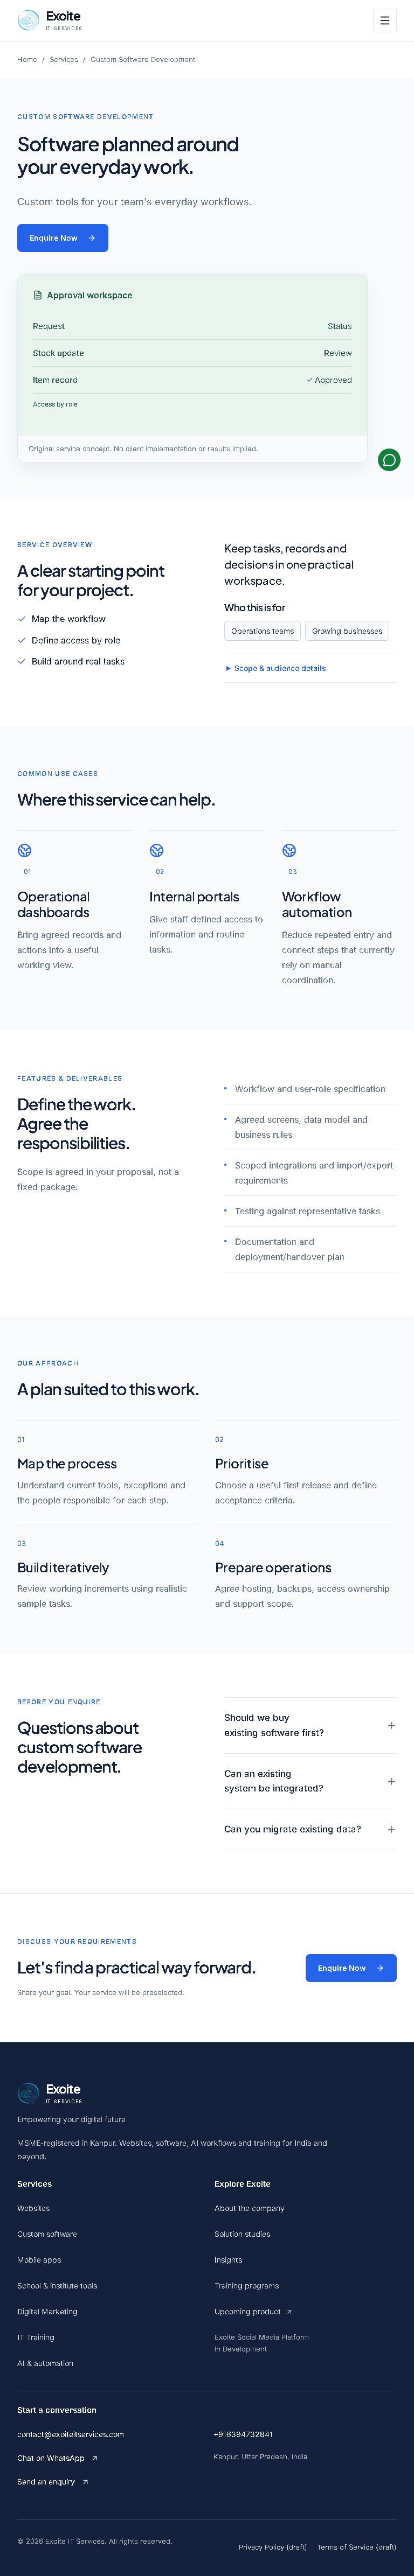 Exoite
IT SERVICES
Home / Services / Custom Software Development
CUSTOM SOFTWARE DEVELOPMENT
Software planned around
your everyday work.
Custom tools for your team's everyday workflows.
Enquire Now →
Approval workspace
Request Status
Stock update Review
Item record ✓ Approved
Access by role
Original service concept. No client implementation or results implied.
SERVICE OVERVIEW
A clear starting point
for your project.
✓ Map the workflow
✓ Define access by role
✓ Build around real tasks
Keep tasks, records and
decisions in one practical
workspace.
Who this is for
Operations teams Growing businesses
▶ Scope & audience details
COMMON USE CASES
Where this service can help.
01
Operational
dashboards
Bring agreed records and
actions into a useful
working view.
02
Internal portals
Give staff defined access to
information and routine
tasks.
03
Workflow
automation
Reduce repeated entry and
connect steps that currently
rely on manual
coordination.
FEATURES & DELIVERABLES
Define the work.
Agree the
responsibilities.
Scope is agreed in your proposal, not a
fixed package.
• Workflow and user-role specification
• Agreed screens, data model and
business rules
• Scoped integrations and import/export
requirements
• Testing against representative tasks
• Documentation and
deployment/handover plan
OUR APPROACH
A plan suited to this work.
01
Map the process
Understand current tools, exceptions and
the people responsible for each step.
02
Prioritise
Choose a useful first release and define
acceptance criteria.
03
Build iteratively
Review working increments using realistic
sample tasks.
04
Prepare operations
Agree hosting, backups, access ownership
and support scope.
BEFORE YOU ENQUIRE
Questions about
custom software
development.
Should we buy
existing software first? +
Can an existing
system be integrated? +
Can you migrate existing data? +
DISCUSS YOUR REQUIREMENTS
Let's find a practical way forward.
Share your goal. Your service will be preselected.
Enquire Now →
Exoite
IT SERVICES
Empowering your digital future
MSME-registered in Kanpur. Websites, software, AI workflows and training for India and
beyond.
Services
Websites
Custom software
Mobile apps
School & institute tools
Digital Marketing
IT Training
AI & automation
Explore Exoite
About the company
Solution studies
Insights
Training programs
Upcoming product ↗
Exoite Social Media Platform
In Development
Start a conversation
contact@exoiteitservices.com
Chat on WhatsApp ↗
Send an enquiry ↗
+916394732841
Kanpur, Uttar Pradesh, India
© 2026 Exoite IT Services. All rights reserved.
Privacy Policy (draft) Terms of Service (draft)